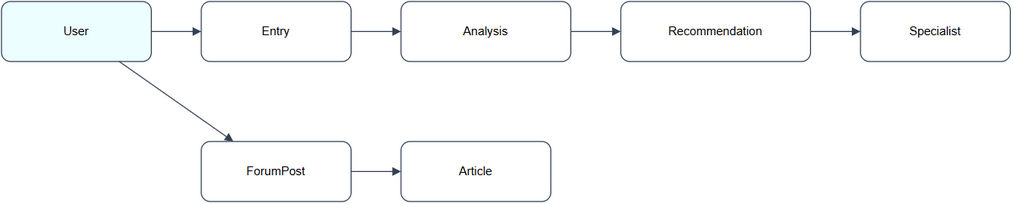 User
Entry
Analysis
Recommendation
Specialist
ForumPost
Article